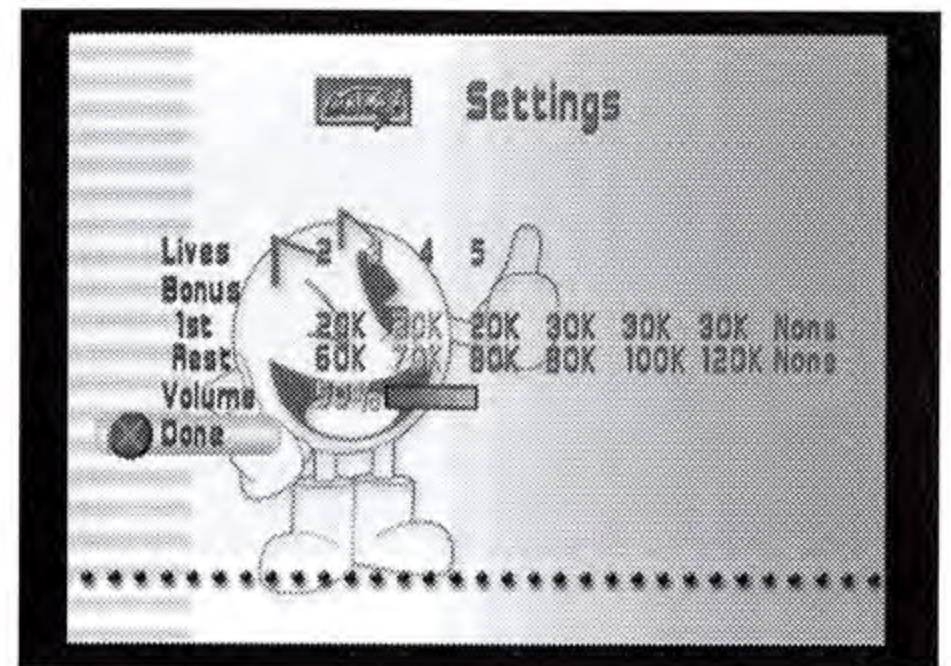 Settings
Lives 2 4 5
Bonus
1st 20K 30K 20K 30K 30K 30K None
Rest 60K 70K 80K 80K 100K 120K None
Volume
Done